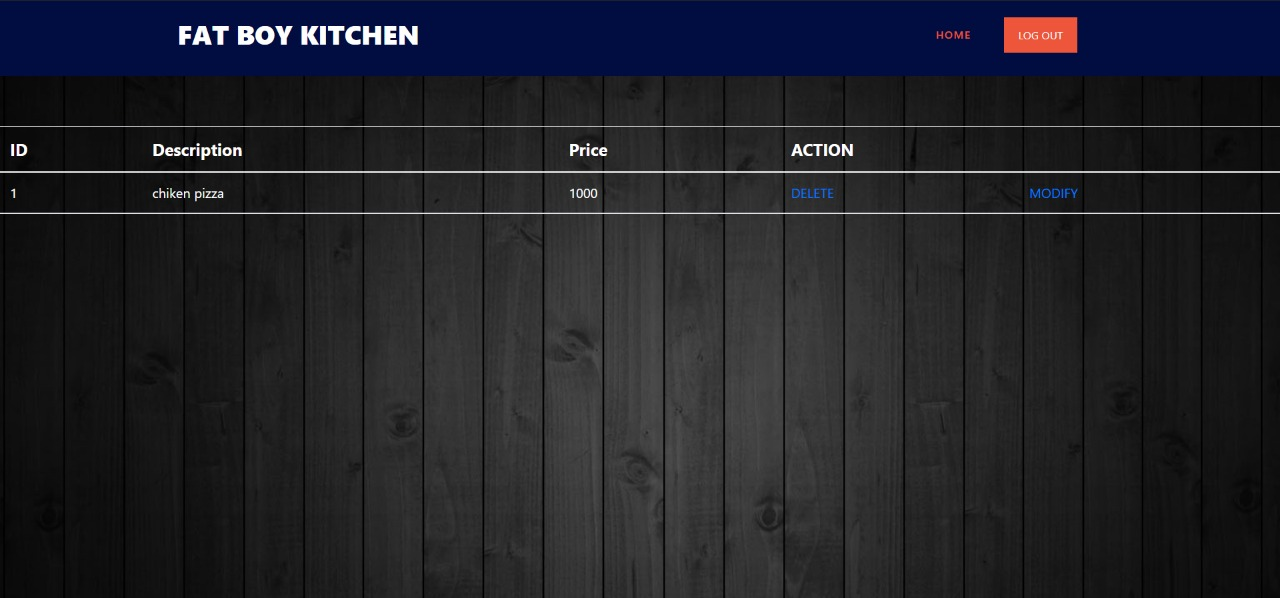 FAT BOY KITCHEN
HOME LOG OUT
ID Description Price ACTION
1 chiken pizza 1000 DELETE MODIFY